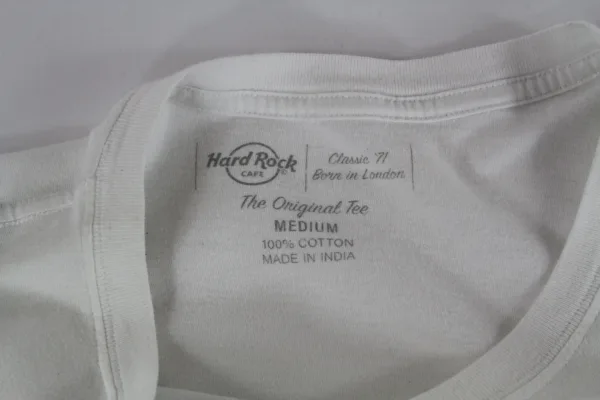 Hard Rock
CAFE
Classic '71
Born in London
The Original Tee
MEDIUM
100% COTTON
MADE IN INDIA